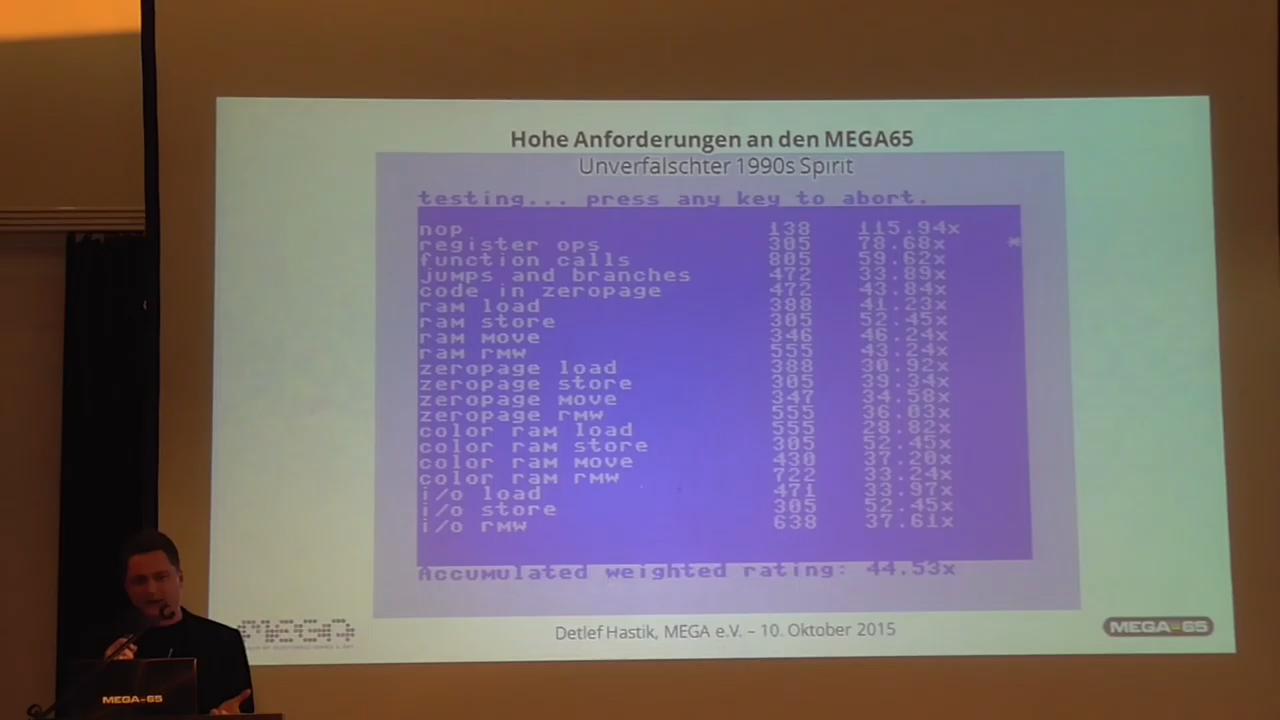 Hohe Anforderungen an den MEGA65
Unverfälschter 1990s Spirit
testing... press any key to abort.
nop 138 115.94x
register ops 305 78.68x *
function calls 805 59.62x
jumps and branches 472 33.89x
code in zeropage 472 43.84x
ram load 388 41.23x
ram store 305 52.45x
ram move 346 46.24x
ram rmw 555 43.24x
zeropage load 388 30.92x
zeropage store 305 39.34x
zeropage move 347 34.58x
zeropage rmw 555 36.03x
color ram load 555 28.82x
color ram store 305 52.45x
color ram move 430 37.20x
color ram rmw 722 33.24x
i/o load 471 33.97x
i/o store 305 52.45x
i/o rmw 638 37.61x
Accumulated weighted rating: 44.53x
MEGA
Detlef Hastik, MEGA e.V. – 10. Oktober 2015
MEGA-65
MEGA-65